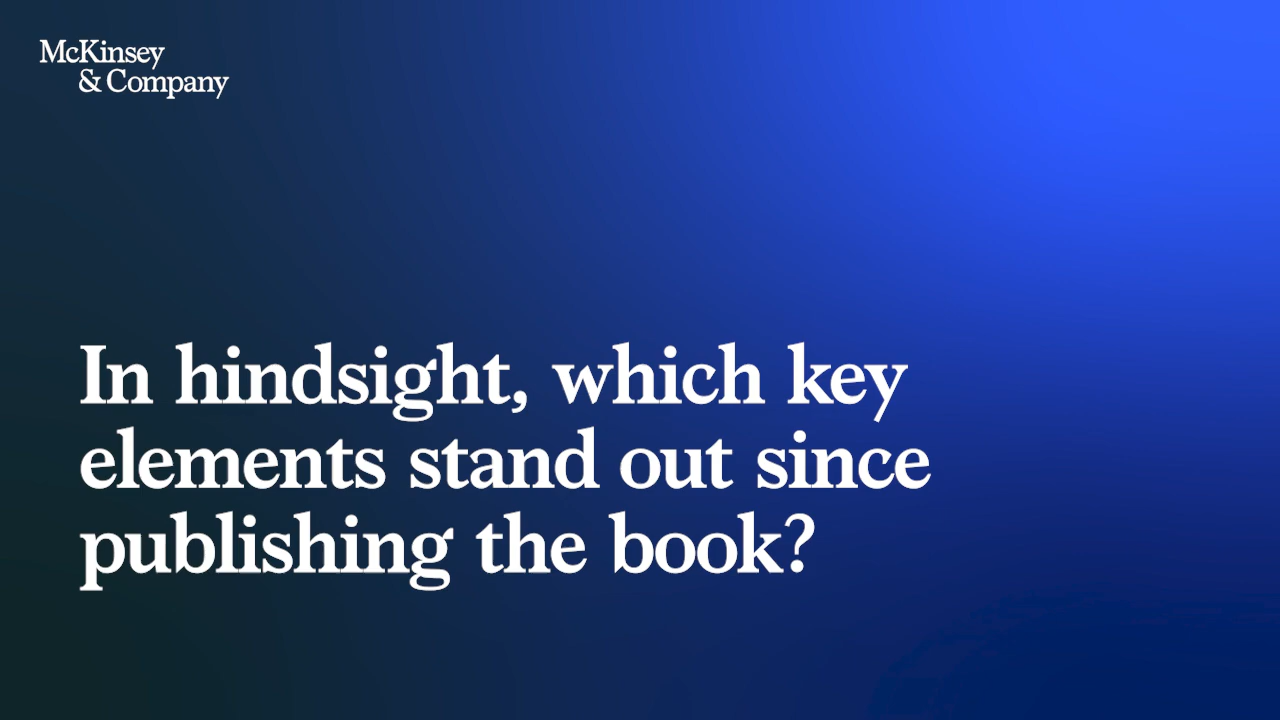 McKinsey
& Company
In hindsight, which key
elements stand out since
publishing the book?